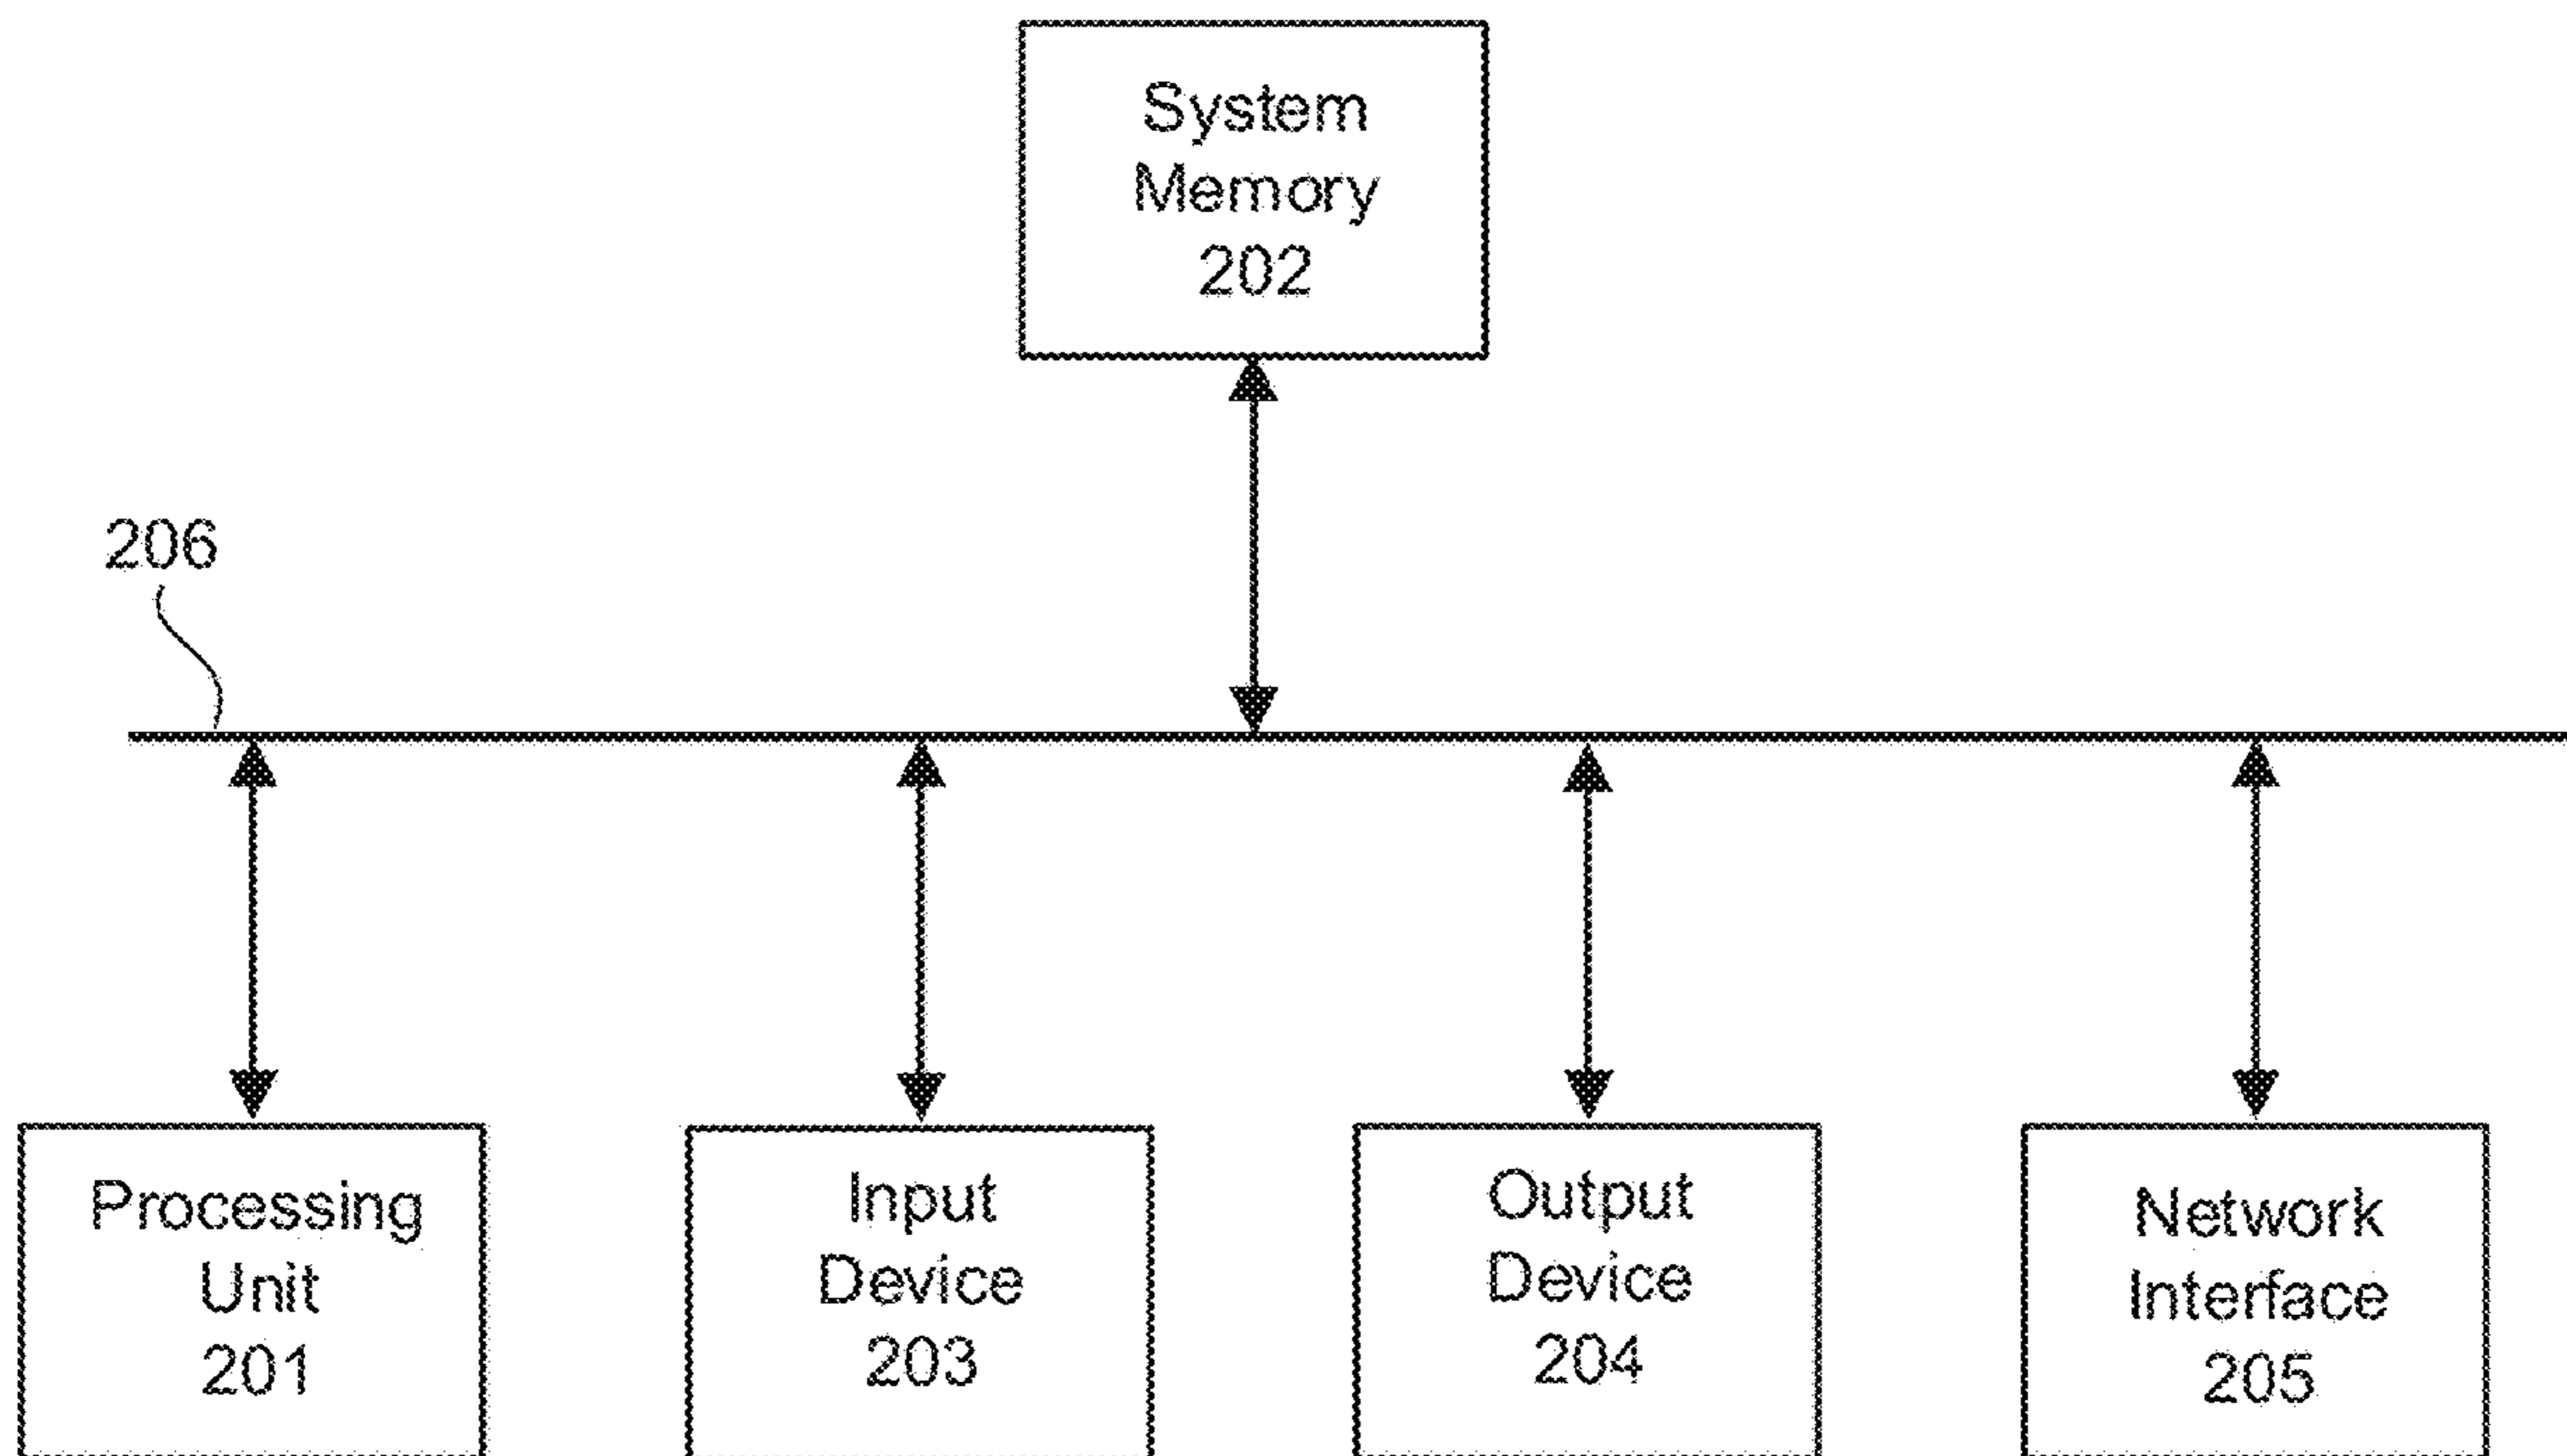 System
Memory
202
206
Processing
Unit
201
Input
Device
203
Output
Device
204
Network
Interface
205